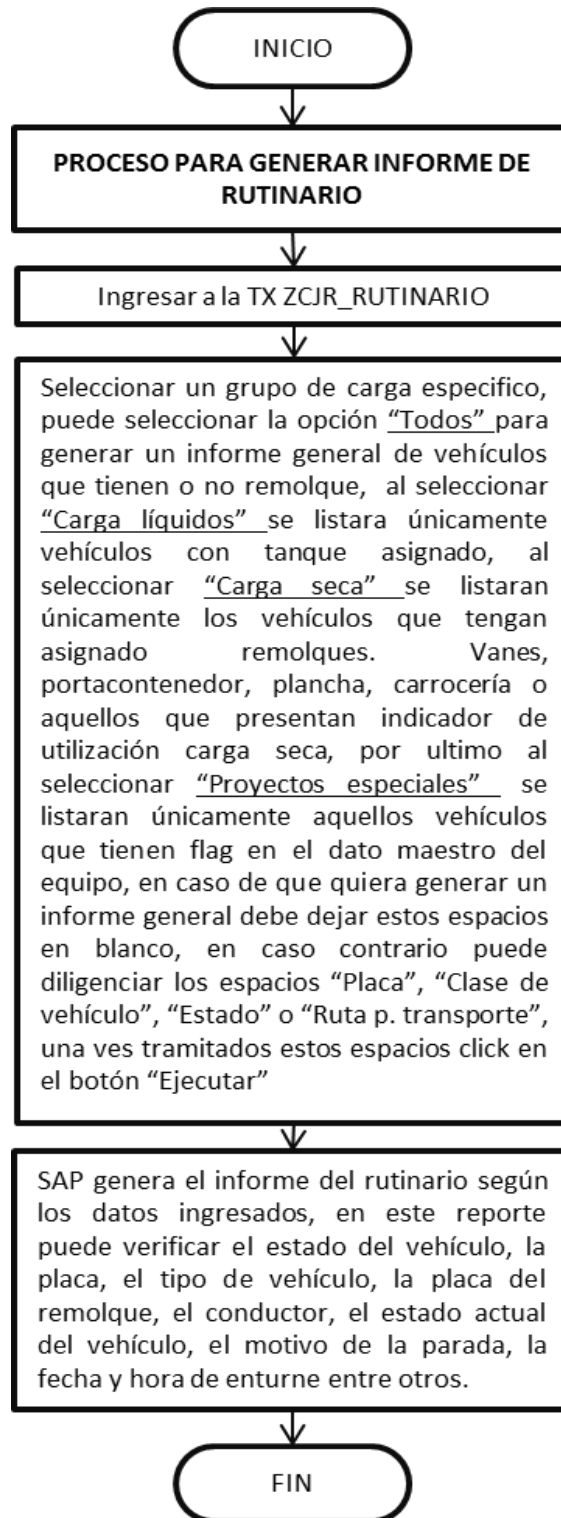 INICIO
PROCESO PARA GENERAR INFORME DE
RUTINARIO
Ingresar a la TX ZCJR_RUTINARIO
Seleccionar un grupo de carga especifico,
puede seleccionar la opción “Todos” para
generar un informe general de vehículos
que tienen o no remolque, al seleccionar
“Carga líquidos” se listara únicamente
vehículos con tanque asignado, al
seleccionar “Carga seca” se listaran
únicamente los vehículos que tengan
asignado remolques. Vanes,
portacontenedor, plancha, carrocería o
aquellos que presentan indicador de
utilización carga seca, por ultimo al
seleccionar “Proyectos especiales” se
listaran únicamente aquellos vehículos
que tienen flag en el dato maestro del
equipo, en caso de que quiera generar un
informe general debe dejar estos espacios
en blanco, en caso contrario puede
diligenciar los espacios “Placa”, “Clase de
vehículo”, “Estado” o “Ruta p. transporte”,
una ves tramitados estos espacios click en
el botón “Ejecutar”
SAP genera el informe del rutinario según
los datos ingresados, en este reporte
puede verificar el estado del vehículo, la
placa, el tipo de vehículo, la placa del
remolque, el conductor, el estado actual
del vehículo, el motivo de la parada, la
fecha y hora de enturne entre otros.
FIN